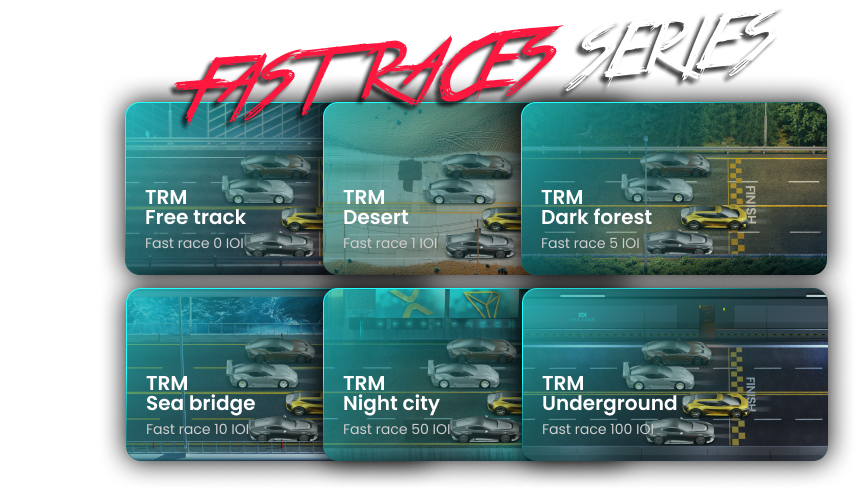 FAST RACES SERIES
TRM
Free track
Fast race 0 IOI
TRM
Desert
Fast race 1 IOI
TRM
Dark forest
Fast race 5 IOI
FINISH
TRM
Sea bridge
Fast race 10 IOI
TRM
Night city
Fast race 50 IOI
TRM
Underground
Fast race 100 IOI
FINISH